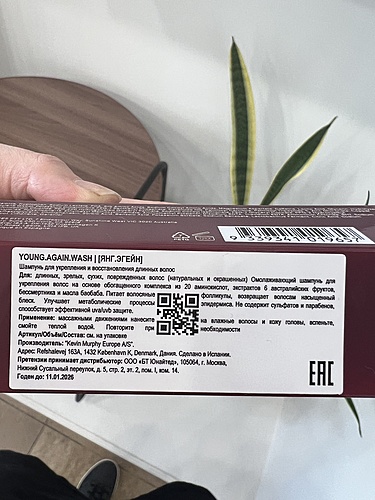 9 339341 019657
YOUNG.AGAIN.WASH | [ЯНГ.ЭГЕЙН]
Шампунь для укрепления и восстановления длинных волос
Для: длинных, зрелых, сухих, поврежденных волос (натуральных и окрашенных) Омолаживающий шампунь для
укрепления волос на основе обогащенного комплекса из 20 аминокислот, экстрактов 6 австралийских фруктов,
бессмертника и масла баобаба. Питает волосяные фолликулы, возвращает волосам насыщенный
блеск. Улучшает метаболические процессы эпидермиса. Не содержит сульфатов и парабенов,
способствует эффективной uva/uvb защите.
Применение: массажными движениями нанесите на влажные волосы и кожу головы, вспеньте,
смойте теплой водой. Повторите при необходимости
Артикул/Объём/Состав: см. на упаковке
Производитель: "Kevin Murphy Europe A/S".
Адрес: Refshalevej 163A, 1432 København K, Denmark, Дания. Сделано в Испании.
Претензии принимает дистрибьютор: ООО «БТ Юнайтед», 105064, г. Москва,
Нижний Сусальный переулок, д. 5, стр. 2, эт. 2, пом. I, ком. 14.
Годен до: 11.01.2026
EAC